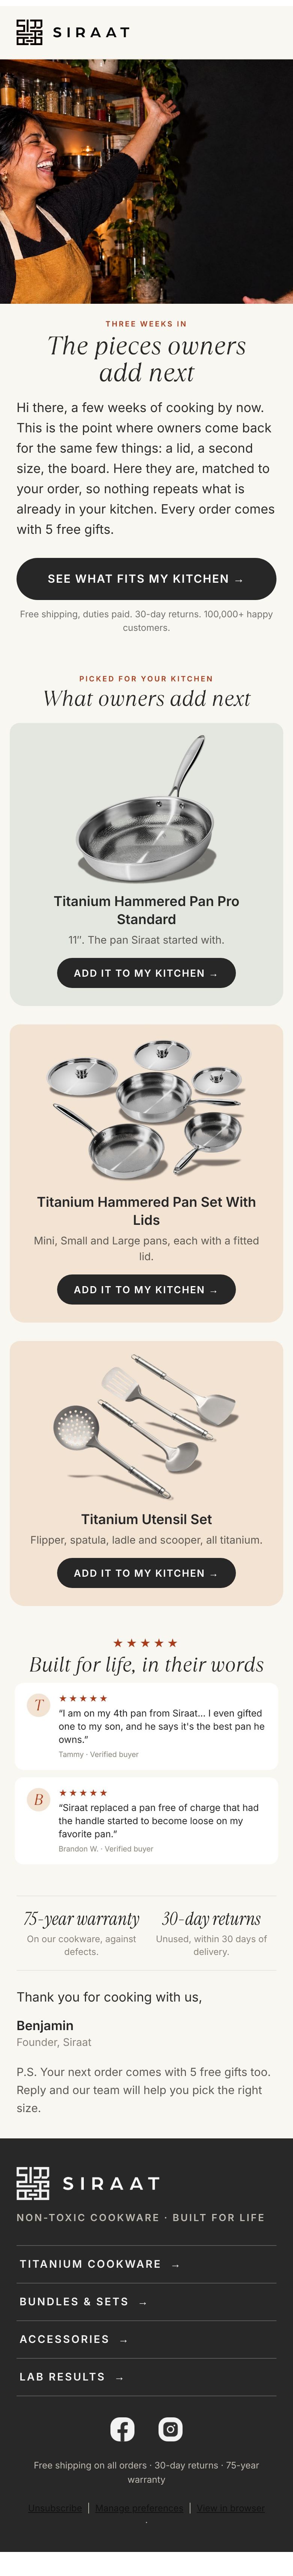 SIRAAT
THREE WEEKS IN
The pieces owners
add next
Hi there, a few weeks of cooking by now.
This is the point where owners come back
for the same few things: a lid, a second
size, the board. Here they are, matched to
your order, so nothing repeats what is
already in your kitchen. Every order comes
with 5 free gifts.
SEE WHAT FITS MY KITCHEN →
Free shipping, duties paid. 30-day returns. 100,000+ happy
customers.
PICKED FOR YOUR KITCHEN
What owners add next
Titanium Hammered Pan Pro
Standard
11″. The pan Siraat started with.
ADD IT TO MY KITCHEN →
Titanium Hammered Pan Set With
Lids
Mini, Small and Large pans, each with a fitted
lid.
ADD IT TO MY KITCHEN →
Titanium Utensil Set
Flipper, spatula, ladle and scooper, all titanium.
ADD IT TO MY KITCHEN →
★★★★★
Built for life, in their words
T
★★★★★
“I am on my 4th pan from Siraat... I even gifted
one to my son, and he says it's the best pan he
owns.”
Tammy · Verified buyer
B
★★★★★
“Siraat replaced a pan free of charge that had
the handle started to become loose on my
favorite pan.”
Brandon W. · Verified buyer
75-year warranty
On our cookware, against
defects.
30-day returns
Unused, within 30 days of
delivery.
Thank you for cooking with us,
Benjamin
Founder, Siraat
P.S. Your next order comes with 5 free gifts too.
Reply and our team will help you pick the right
size.
SIRAAT
NON-TOXIC COOKWARE · BUILT FOR LIFE
TITANIUM COOKWARE →
BUNDLES & SETS →
ACCESSORIES →
LAB RESULTS →
Free shipping on all orders · 30-day returns · 75-year
warranty
Unsubscribe | Manage preferences | View in browser
.